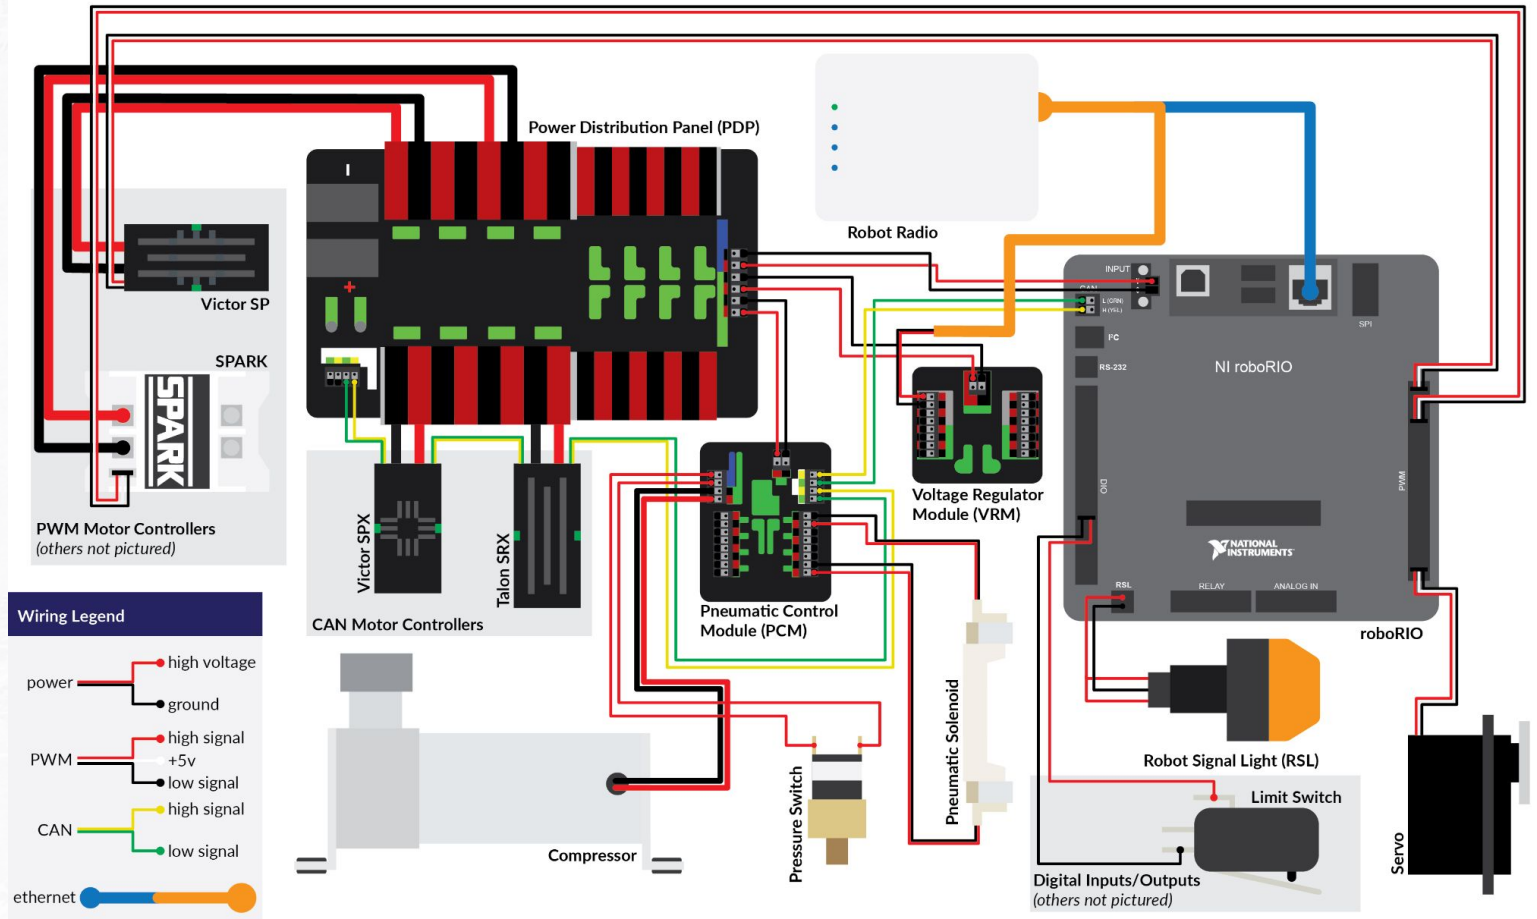 Power Distribution Panel (PDP)
Robot Radio
Victor SP
SPARK
SPARK
PWM Motor Controllers
(others not pictured)
Victor SPX
Talon SRX
CAN Motor Controllers
Pneumatic Control
Module (PCM)
Voltage Regulator
Module (VRM)
INPUT
CAN
L (GRN)
H (YEL)
I²C
RS-232
SPI
NI roboRIO
DIO
PWM
NATIONAL
INSTRUMENTS
RSL
RELAY
ANALOG IN
roboRIO
Wiring Legend
power
high voltage
ground
PWM
high signal
+5v
low signal
CAN
high signal
low signal
ethernet
Compressor
Pressure Switch
Pneumatic Solenoid
Robot Signal Light (RSL)
Limit Switch
Digital Inputs/Outputs
(others not pictured)
Servo